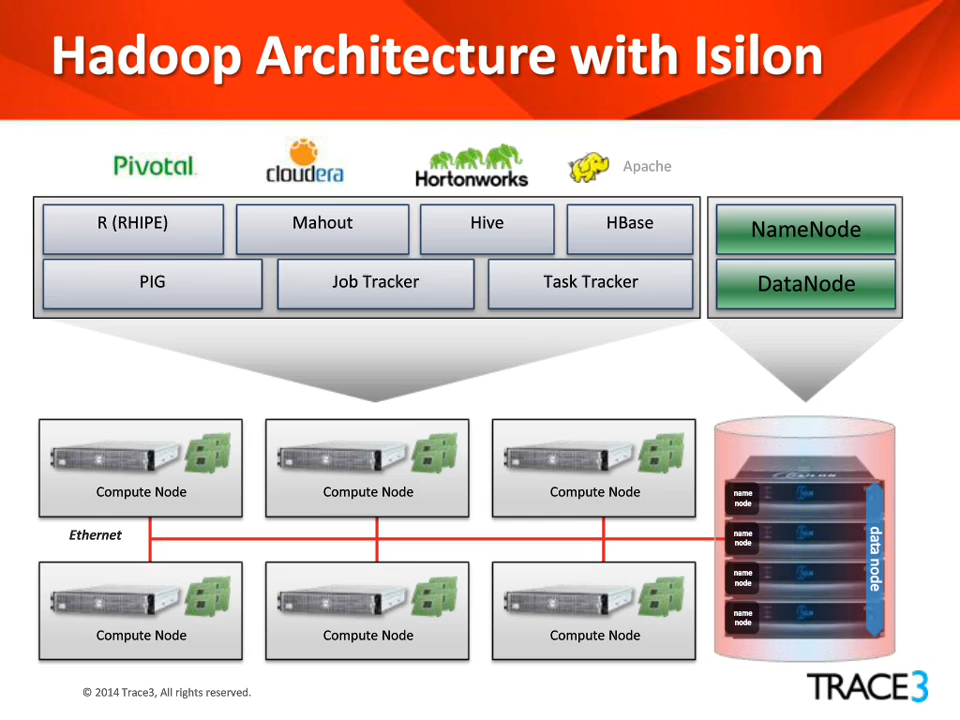 Hadoop Architecture with Isilon
Pivotal
cloudera
Hortonworks
Apache
R (RHIPE)
Mahout
Hive
HBase
NameNode
PIG
Job Tracker
Task Tracker
DataNode
Compute Node
Compute Node
Compute Node
name
node
Ethernet
name
node
data node
name
node
name
node
Compute Node
Compute Node
Compute Node
© 2014 Trace3, All rights reserved.
TRACE3